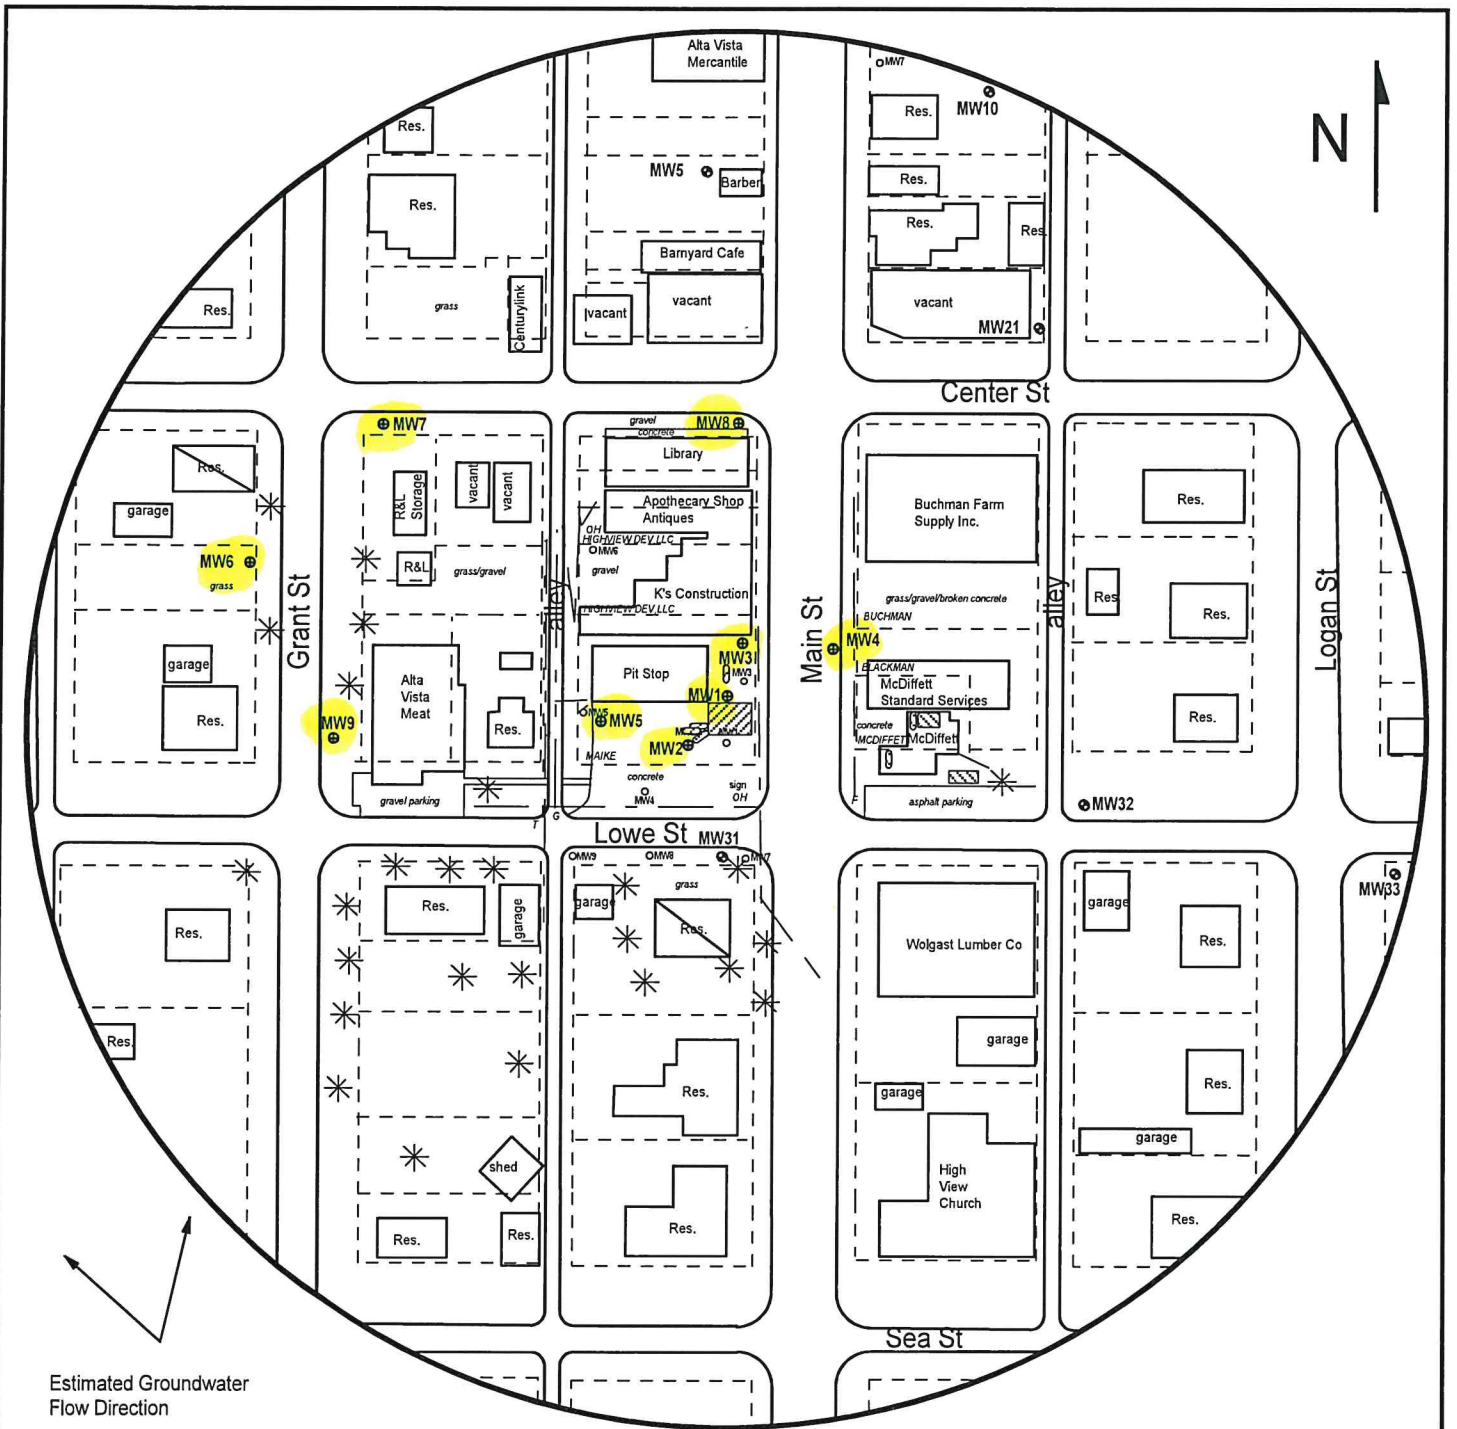 Alta Vista
Mercantile
MW7
MW10
N
Res.
Res.
MW5
Barber
Res.
Res.
Res.
Res.
Barnyard Cafe
Res.
grass
Centurylink
vacant
vacant
vacant
MW21
Center St
MW7
gravel
concrete
MW8
Library
Res.
garage
R&L
Storage
vacant
vacant
Apothecary Shop
Antiques
Buchman Farm
Supply Inc.
Res.
OH
HIGHVIEW DEV LLC
MW6
MW6
grass
R&L
grass/gravel
gravel
K's Construction
HIGHVIEW DEV LLC
grass/gravel/broken concrete
BUCHMAN
Res
Res.
Grant St
alley
Main St
alley
Logan St
MW4
MW3
MW3
BLACKMAN
garage
Alta
Vista
Meat
Pit Stop
McDiffett
Standard Services
MW1
Res.
MW9
Res.
MW5
MW5
MW2
concrete
MCDIFFET
McDiffett
Res.
MAIKE
concrete
sign
OH
MW4
gravel parking
asphalt parking
MW32
T
G
F
Lowe St
MW31
MW9
MW8
MW7
MW33
grass
Res.
garage
garage
Res.
garage
Res.
Wolgast Lumber Co
Res.
Res.
garage
Res.
garage
Res.
garage
shed
High
View
Church
Res.
Res.
Res.
Res.
Sea St
Estimated Groundwater
Flow Direction